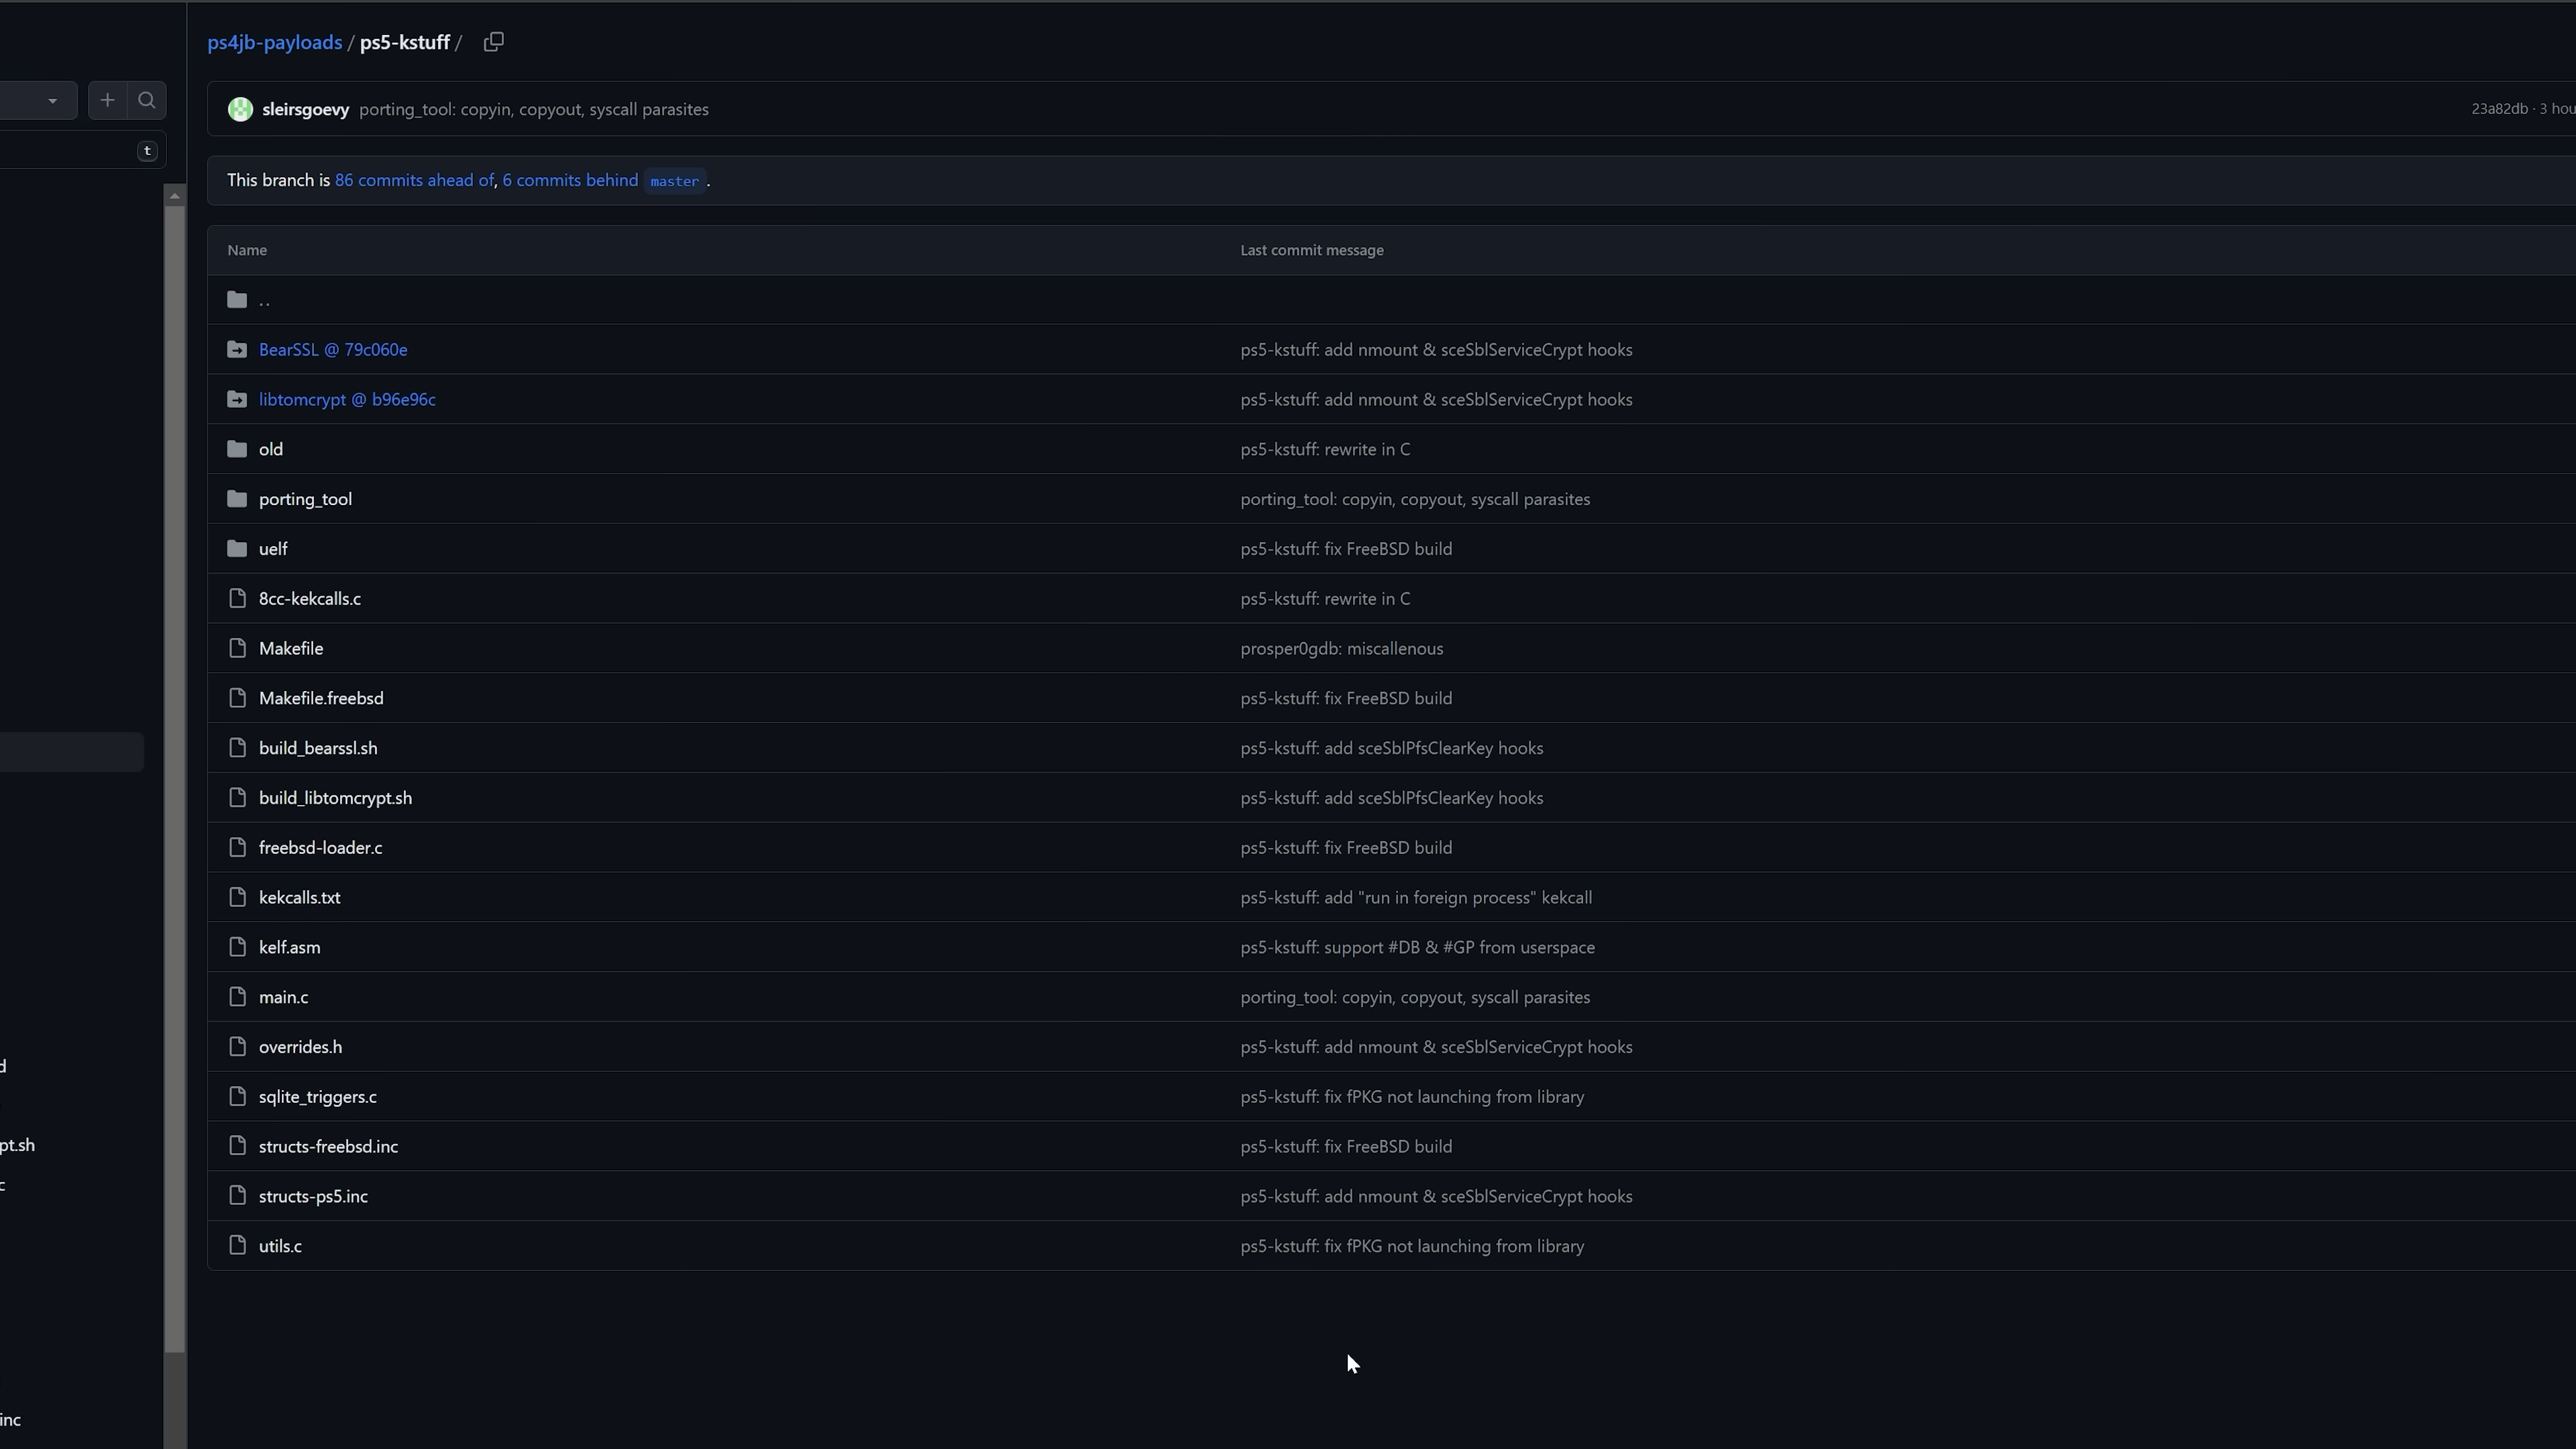 ps4jb-payloads / ps5-kstuff /
sleirsgoevy porting_tool: copyin, copyout, syscall parasites 23a82db · 3 hou
t
This branch is 86 commits ahead of, 6 commits behind master .
Name Last commit message
..
BearSSL @ 79c060e ps5-kstuff: add nmount & sceSblServiceCrypt hooks
libtomcrypt @ b96e96c ps5-kstuff: add nmount & sceSblServiceCrypt hooks
old ps5-kstuff: rewrite in C
porting_tool porting_tool: copyin, copyout, syscall parasites
uelf ps5-kstuff: fix FreeBSD build
8cc-kekcalls.c ps5-kstuff: rewrite in C
Makefile prosper0gdb: miscallenous
Makefile.freebsd ps5-kstuff: fix FreeBSD build
build_bearssl.sh ps5-kstuff: add sceSblPfsClearKey hooks
build_libtomcrypt.sh ps5-kstuff: add sceSblPfsClearKey hooks
freebsd-loader.c ps5-kstuff: fix FreeBSD build
kekcalls.txt ps5-kstuff: add "run in foreign process" kekcall
kelf.asm ps5-kstuff: support #DB & #GP from userspace
main.c porting_tool: copyin, copyout, syscall parasites
overrides.h ps5-kstuff: add nmount & sceSblServiceCrypt hooks
d
sqlite_triggers.c ps5-kstuff: fix fPKG not launching from library
structs-freebsd.inc ps5-kstuff: fix FreeBSD build
pt.sh
structs-ps5.inc ps5-kstuff: add nmount & sceSblServiceCrypt hooks
c
utils.c ps5-kstuff: fix fPKG not launching from library
inc